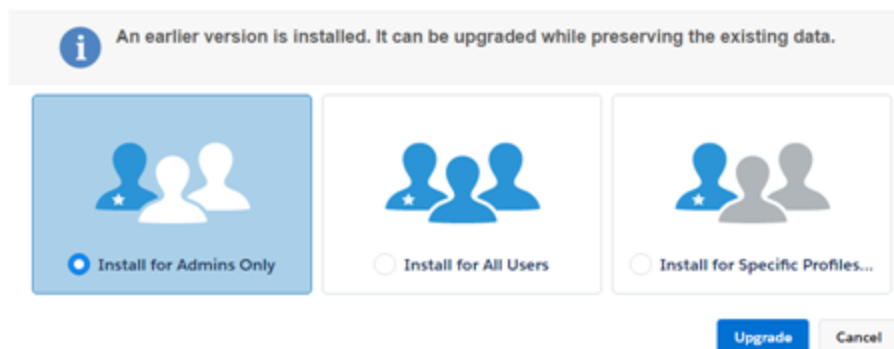 An earlier version is installed. It can be upgraded while preserving the existing data.
Install for Admins Only
Install for All Users
Install for Specific Profiles...
Upgrade
Cancel